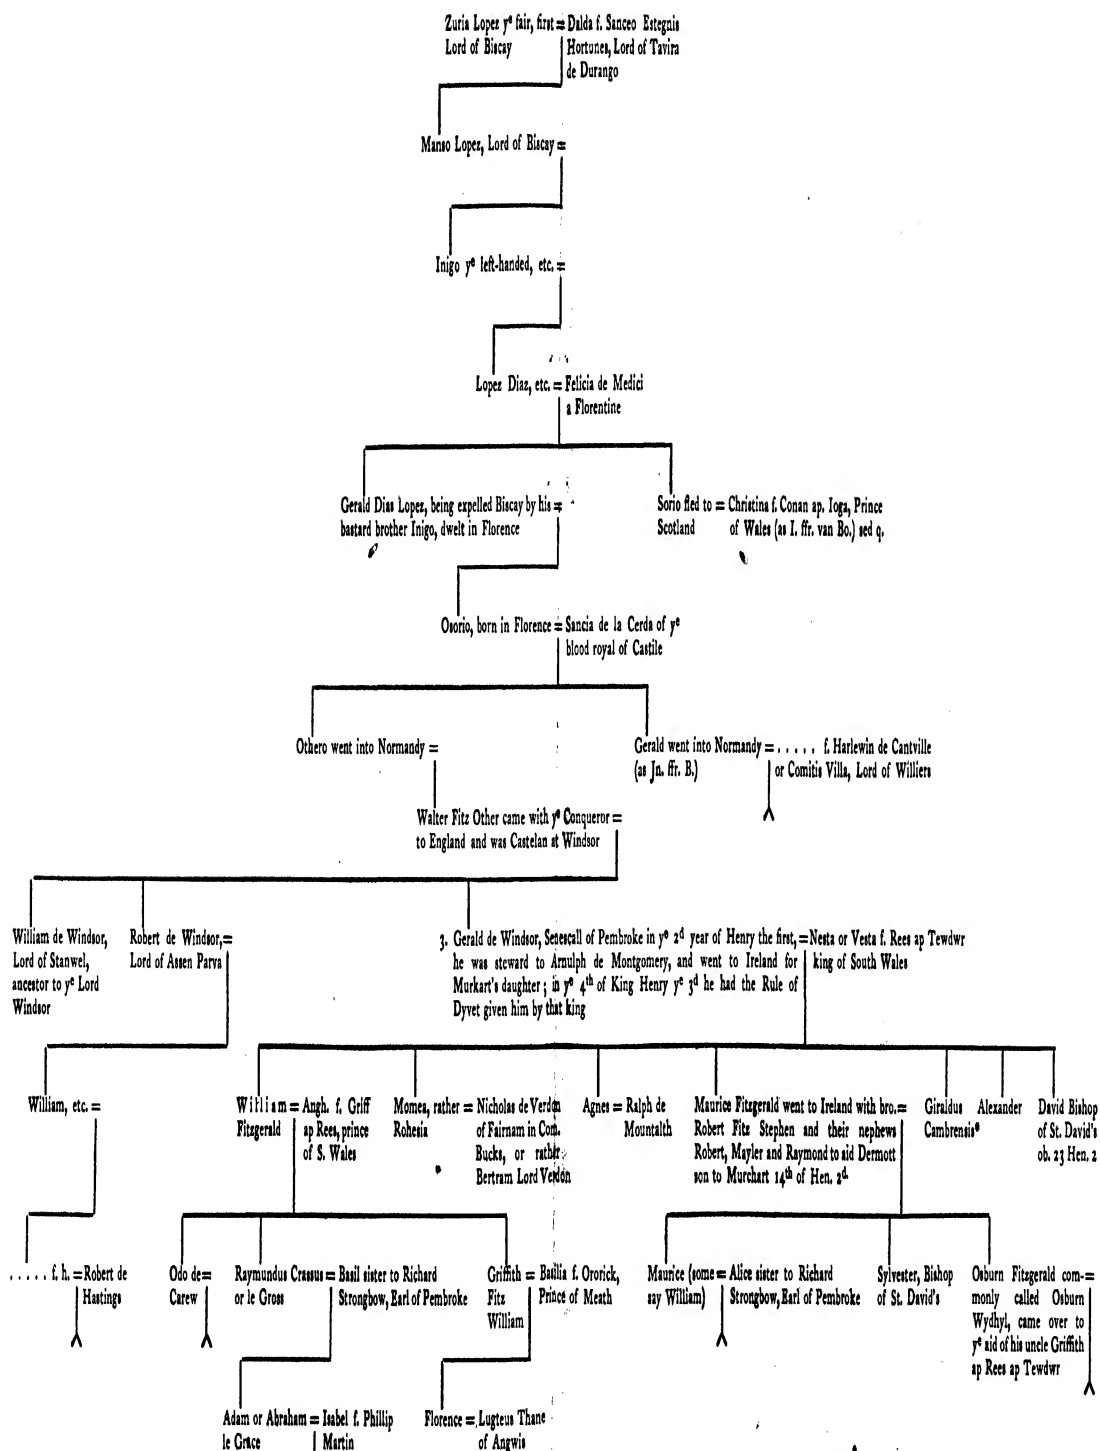 Zuria Lopez yᵉ fair, first = Dalda f. Sanceo Estegnis
Lord of Biscay Hortunes, Lord of Tavira
de Durango
Manso Lopez, Lord of Biscay =
Inigo yᵉ left-handed, etc. =
Lopez Diaz, etc. = Felicia de Medici
a Florentine
Gerald Dias Lopez, being expelled Biscay by his =
bastard brother Inigo, dwelt in Florence
Sorio fled to = Christina f. Conan ap. Ioga, Prince
Scotland of Wales (as I. ffr. van Bo.) sed q.
Osorio, born in Florence = Sancia de la Cerda of yᵉ
blood royal of Castile
Othero went into Normandy =
Gerald went into Normandy = . . . . . f. Harlewin de Cantville
(as Jn. ffr. B.) or Comitis Villa, Lord of Williers
Walter Fitz Other came with yᵉ Conqueror =
to England and was Castelan at Windsor
William de Windsor,
Lord of Stanwel,
ancestor to yᵉ Lord
Windsor
Robert de Windsor, =
Lord of Assen Parva
3. Gerald de Windsor, Senescall of Pembroke in yᵉ 2ᵈ year of Henry the first, = Nesta or Vesta f. Rees ap Tewdwr
he was steward to Arnulph de Montgomery, and went to Ireland for king of South Wales
Murkart's daughter ; in yᵉ 4ᵗʰ of King Henry yᵉ 3ᵈ he had the Rule of
Dyvet given him by that king
William, etc. =
William = Angh. f. Griff
Fitzgerald ap Rees, prince
of S. Wales
Momea, rather = Nicholas de Verdon
Rohesia of Fairnam in Com.
Bucks, or rather
Bertram Lord Verdon
Agnes = Ralph de
Mountalth
Maurice Fitzgerald went to Ireland with bro. =
Robert Fitz Stephen and their nephews
Robert, Mayler and Raymond to aid Dermott
son to Murchart 14ᵗʰ of Hen. 2ᵈ·
Giraldus
Cambrensis*
Alexander
David Bishop
of St. David's
ob. 23 Hen. 2
. . . . . f. h. = Robert de
Hastings
Odo de =
Carew
Raymundus Crassus = Basil sister to Richard
or le Gross Strongbow, Earl of Pembroke
Griffith = Basilia f. Ororick,
Fitz Prince of Meath
William
Maurice (some = Alice sister to Richard
say William) Strongbow, Earl of Pembroke
Sylvester, Bishop
of St. David's
Osburn Fitzgerald com- =
monly called Osburn
Wydhyl, came over to
yᵉ aid of his uncle Griffith
ap Rees ap Tewdwr
Adam or Abraham = Isabel f. Phillip
le Grace Martin
Florence = Lugteus Thane
of Angwis